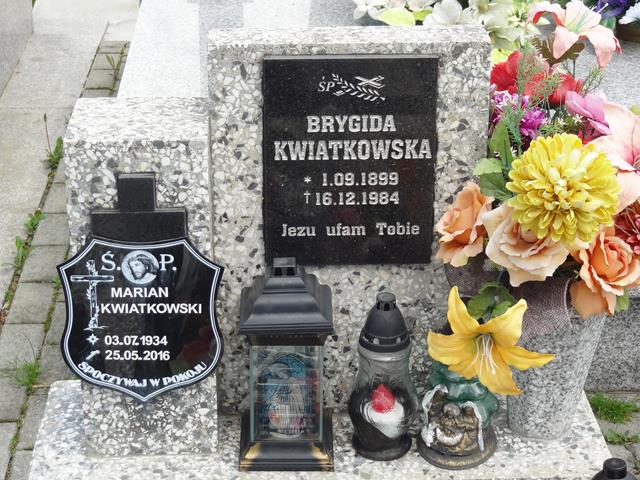 ŚP
BRYGIDA
KWIATKOWSKA
* 1.09.1899
† 16.12.1984
Jezu ufam Tobie
Ś. P.
MARIAN
KWIATKOWSKI
03.07.1934
25.05.2016
SPOCZYWAJ W POKOJU